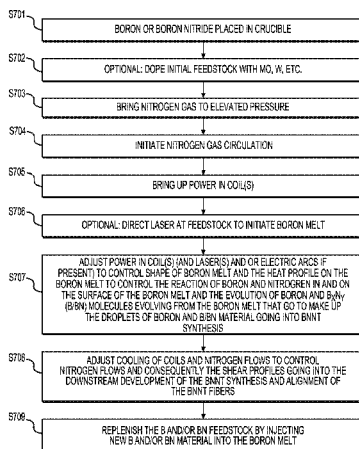 S701
BORON OR BORON NITRIDE PLACED IN CRUCIBLE
S702
OPTIONAL: DOPE INITIAL FEEDSTOCK WITH MO, W, ETC.
S703
BRING NITROGEN GAS TO ELEVATED PRESSURE
S704
INITIATE NITROGEN GAS CIRCULATION
S705
BRING UP POWER IN COIL(S)
S706
OPTIONAL: DIRECT LASER AT FEEDSTOCK TO INITIATE BORON MELT
S707
ADJUST POWER IN COIL(S) (AND LASER(S) AND OR ELECTRIC ARCS IF
PRESENT) TO CONTROL SHAPE OF BORON MELT AND THE HEAT PROFILE ON
THE BORON MELT TO CONTROL THE REACTION OF BORON AND NITROGREN IN AND ON
THE SURFACE OF THE BORON MELT AND THE EVOLUTION OF BORON AND BXNY
(B/BN) MOLECULES EVOLVING FROM THE BORON MELT THAT GO TO MAKE UP
THE DROPLETS OF BORON AND B/BN MATERIAL GOING INTO BNNT
SYNTHESIS
S708
ADJUST COOLING OF COILS AND NITROGEN FLOWS TO CONTROL
NITROGEN FLOWS AND CONSEQUENTLY THE SHEAR PROFILES GOING INTO THE
DOWNSTREAM DEVELOPMENT OF THE BNNT SYNTHESIS AND ALIGNMENT OF
THE BNNT FIBERS
S709
REPLENISH THE B AND/OR BN FEEDSTOCK BY INJECTING
NEW B AND/OR BN MATERIAL INTO THE BORON MELT